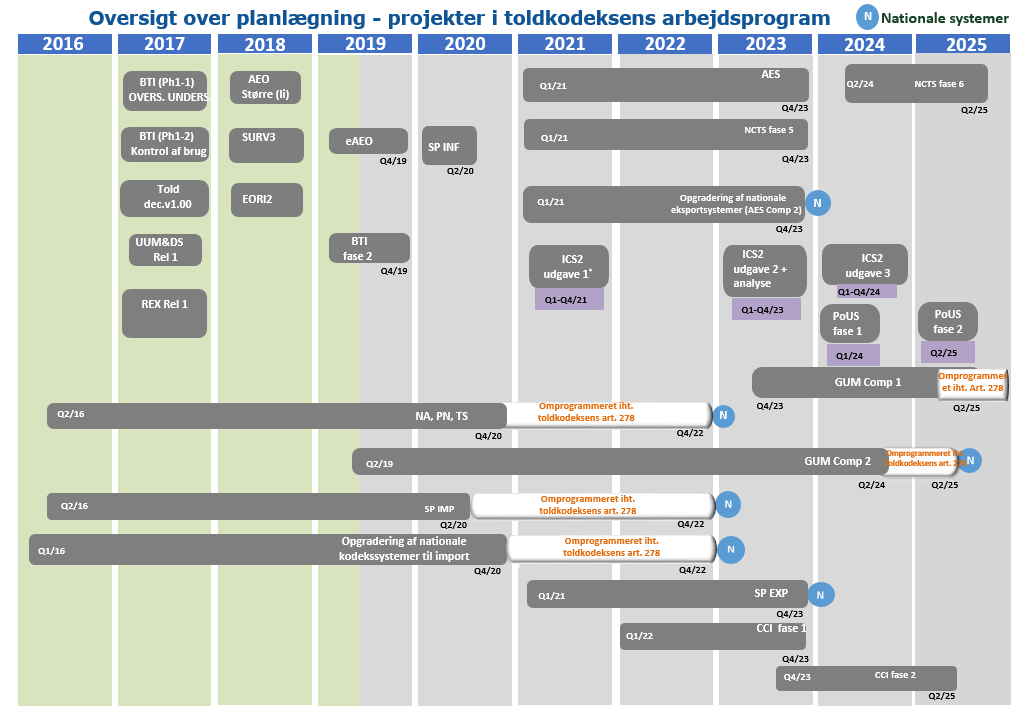 Oversigt over planlægning - projekter i toldkodeksens arbejdsprogram
N Nationale systemer
2016 2017 2018 2019 2020 2021 2022 2023 2024 2025
BTI (Ph1-1)
OVERS. UNDERS.
AEO
Større (li)
Q1/21
AES
Q4/23
Q2/24
NCTS fase 6
Q2/25
BTI (Ph1-2)
Kontrol af brug
SURV3
eAEO
Q4/19
SP INF
Q2/20
Q1/21
NCTS fase 5
Q4/23
Told
dec.v1.00
EORI2
Q1/21
Opgradering af nationale
eksportsystemer (AES Comp 2)
N
Q4/23
UUM&DS
Rel 1
BTI
fase 2
Q4/19
ICS2
udgave 1*
Q1-Q4/21
ICS2
udgave 2 +
analyse
Q1-Q4/23
ICS2
udgave 3
Q1-Q4/24
REX Rel 1
PoUS
fase 1
Q1/24
PoUS
fase 2
Q2/25
GUM Comp 1
Omprogrammer
et iht. Art. 278
Q4/23
Q2/25
Q2/16
NA, PN, TS
Q4/20
Omprogrammeret iht.
toldkodeksens art. 278
Q4/22
N
Q2/19
GUM Comp 2
Q2/24
Omprogrammeret iht
toldkodeksens art. 278
Q2/25
N
Q2/16
SP IMP
Q2/20
Omprogrammeret iht.
toldkodeksens art. 278
Q4/22
N
Q1/16
Opgradering af nationale
kodekssystemer til import
Q4/20
Omprogrammeret iht.
toldkodeksens art. 278
Q4/22
N
Q1/21
SP EXP
Q4/23
N
Q1/22
CCI fase 1
Q4/23
Q4/23
CCI fase 2
Q2/25